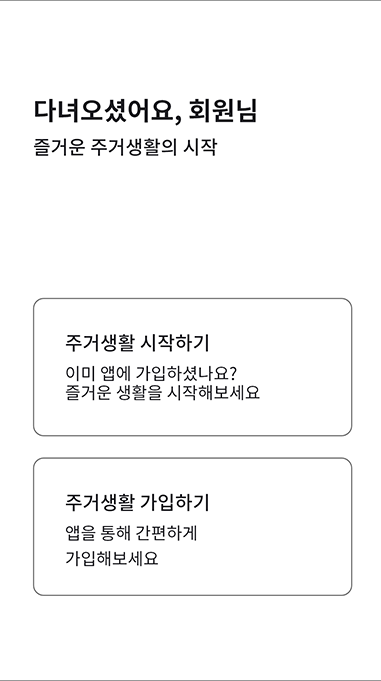 다녀오셨어요, 회원님
즐거운 주거생활의 시작
주거생활 시작하기
이미 앱에 가입하셨나요?
즐거운 생활을 시작해보세요
주거생활 가입하기
앱을 통해 간편하게
가입해보세요